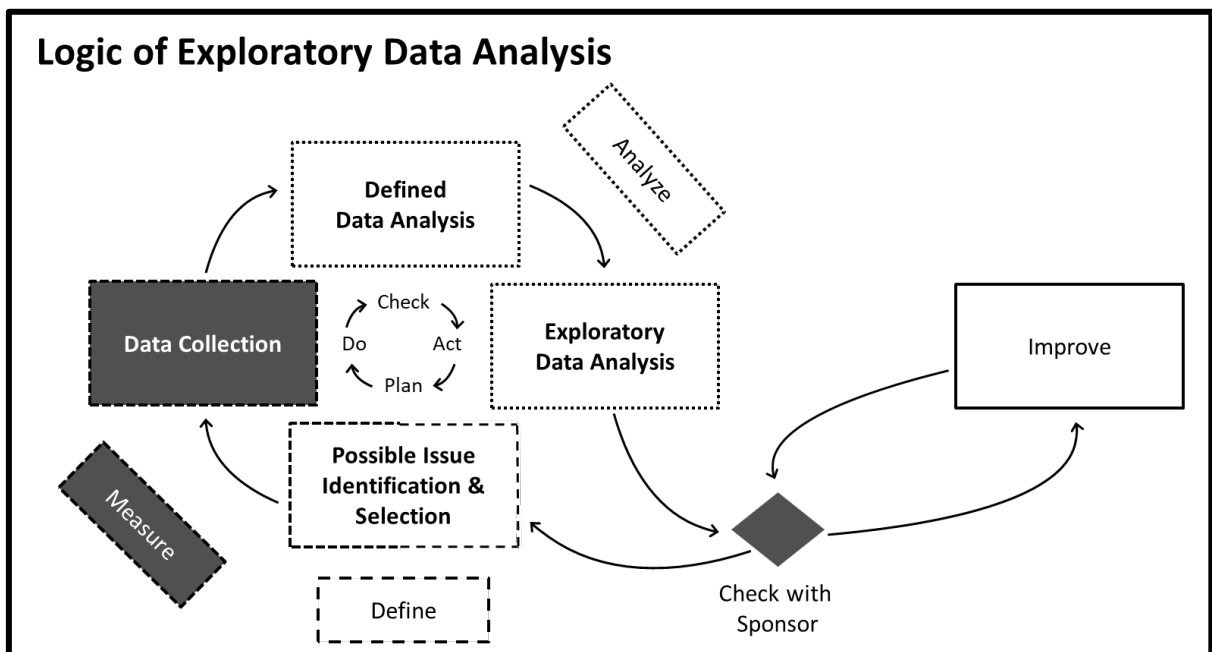 Logic of Exploratory Data Analysis
Analyze
Defined
Data Analysis
Data Collection
Check
Do
Act
Plan
Exploratory
Data Analysis
Improve
Possible Issue
Identification &
Selection
Measure
Define
Check with
Sponsor